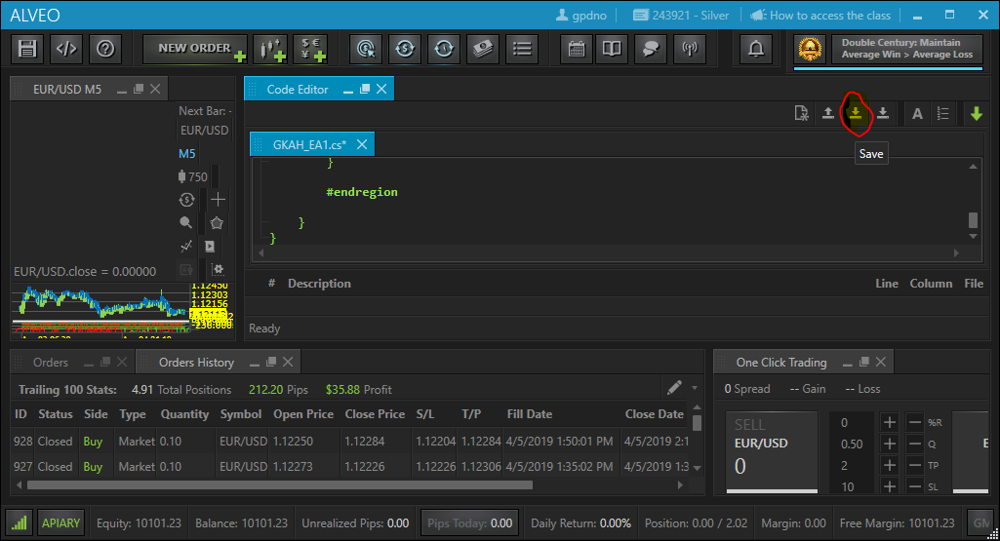 ALVEO
gpdno
243921 - Silver
How to access the class
NEW ORDER
Double Century: Maintain
Average Win > Average Loss
EUR/USD M5
Next Bar: -
EUR/USD
M5
750
EUR/USD.close = 0.00000
1.12450
1.12303
1.12156
-230.000
Code Editor
A
Save
GKAH_EA1.cs*
}
#endregion
}
}
# Description Line Column File
Ready
Orders
Orders History
Trailing 100 Stats: 4.91 Total Positions 212.20 Pips $35.88 Profit
ID Status Side Type Quantity Symbol Open Price Close Price S/L T/P Fill Date Close Date
928 Closed Buy Market 0.10 EUR/USD 1.12250 1.12284 1.12204 1.12284 4/5/2019 1:50:01 PM 4/5/2019 2:1
927 Closed Buy Market 0.10 EUR/USD 1.12273 1.12226 1.12226 1.12306 4/5/2019 1:35:02 PM 4/5/2019 1:3
One Click Trading
0 Spread -- Gain -- Loss
SELL
EUR/USD
0
0 %R
0.50 Q
2 TP
10 SL
E
APIARY
Equity: 10101.23
Balance: 10101.23
Unrealized Pips: 0.00
Pips Today: 0.00
Daily Return: 0.00%
Position: 0.00 / 2.02
Margin: 0.00
Free Margin: 10101.23
GM